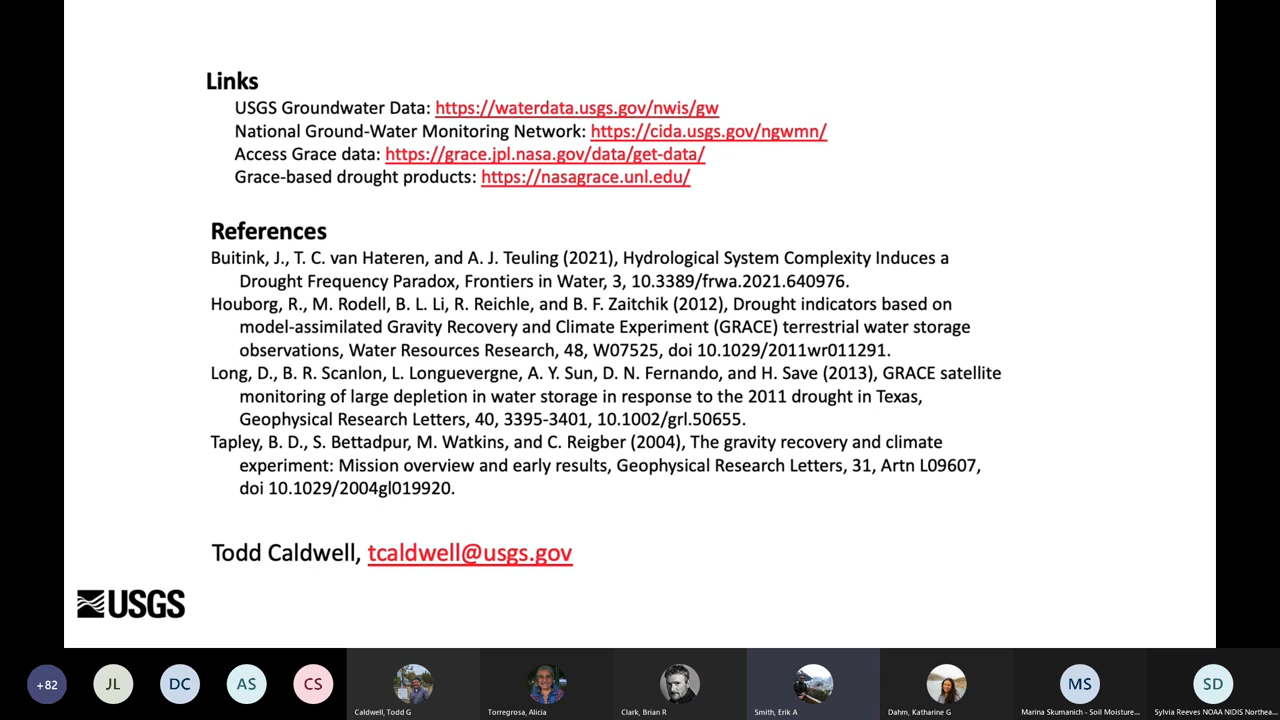 Links
USGS Groundwater Data: https://waterdata.usgs.gov/nwis/gw
National Ground-Water Monitoring Network: https://cida.usgs.gov/ngwmn/
Access Grace data: https://grace.jpl.nasa.gov/data/get-data/
Grace-based drought products: https://nasagrace.unl.edu/
References
Buitink, J., T. C. van Hateren, and A. J. Teuling (2021), Hydrological System Complexity Induces a
Drought Frequency Paradox, Frontiers in Water, 3, 10.3389/frwa.2021.640976.
Houborg, R., M. Rodell, B. L. Li, R. Reichle, and B. F. Zaitchik (2012), Drought indicators based on
model-assimilated Gravity Recovery and Climate Experiment (GRACE) terrestrial water storage
observations, Water Resources Research, 48, W07525, doi 10.1029/2011wr011291.
Long, D., B. R. Scanlon, L. Longuevergne, A. Y. Sun, D. N. Fernando, and H. Save (2013), GRACE satellite
monitoring of large depletion in water storage in response to the 2011 drought in Texas,
Geophysical Research Letters, 40, 3395-3401, 10.1002/grl.50655.
Tapley, B. D., S. Bettadpur, M. Watkins, and C. Reigber (2004), The gravity recovery and climate
experiment: Mission overview and early results, Geophysical Research Letters, 31, Artn L09607,
doi 10.1029/2004gl019920.
Todd Caldwell, tcaldwell@usgs.gov
USGS
+82 JL DC AS CS MS SD
Caldwell, Todd G Torregrosa, Alicia Clark, Brian R Smith, Erik A Dahm, Katharine G Marina Skumanich - Soil Moisture... Sylvia Reeves NOAA NIDIS Northea...